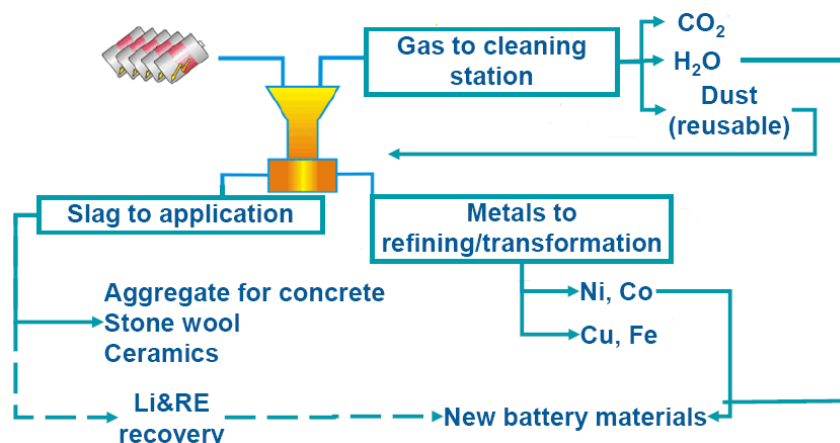 Gas to cleaning
station
CO₂
H₂O
Dust
(reusable)
Slag to application
Metals to
refining/transformation
Aggregate for concrete
Stone wool
Ceramics
Ni, Co
Cu, Fe
Li&RE
recovery
New battery materials